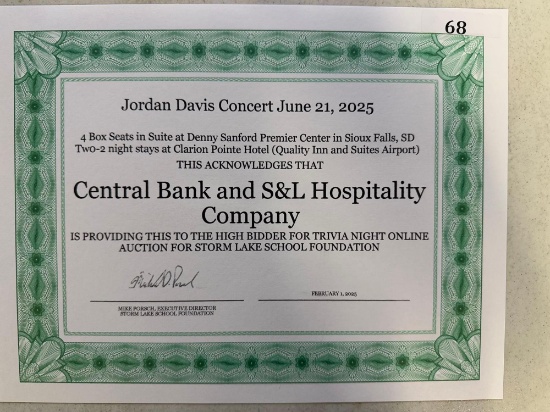 68
Jordan Davis Concert June 21, 2025
4 Box Seats in Suite at Denny Sanford Premier Center in Sioux Falls, SD
Two-2 night stays at Clarion Pointe Hotel (Quality Inn and Suites Airport)
THIS ACKNOWLEDGES THAT
Central Bank and S&L Hospitality
Company
IS PROVIDING THIS TO THE HIGH BIDDER FOR TRIVIA NIGHT ONLINE
AUCTION FOR STORM LAKE SCHOOL FOUNDATION
FEBRUARY 1, 2025
MIKE PORSCH, EXECUTIVE DIRECTOR
STORM LAKE SCHOOL FOUNDATION